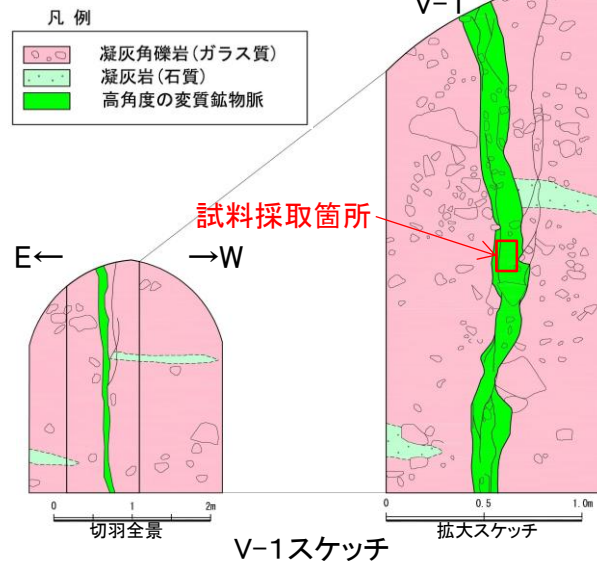 凡 例
凝灰角礫岩(ガラス質)
凝灰岩(石質)
高角度の変質鉱物脈
V-1
試料採取箇所
E← →W
0 1 2m
切羽全景
0 0.5 1.0m
拡大スケッチ
V-1スケッチ